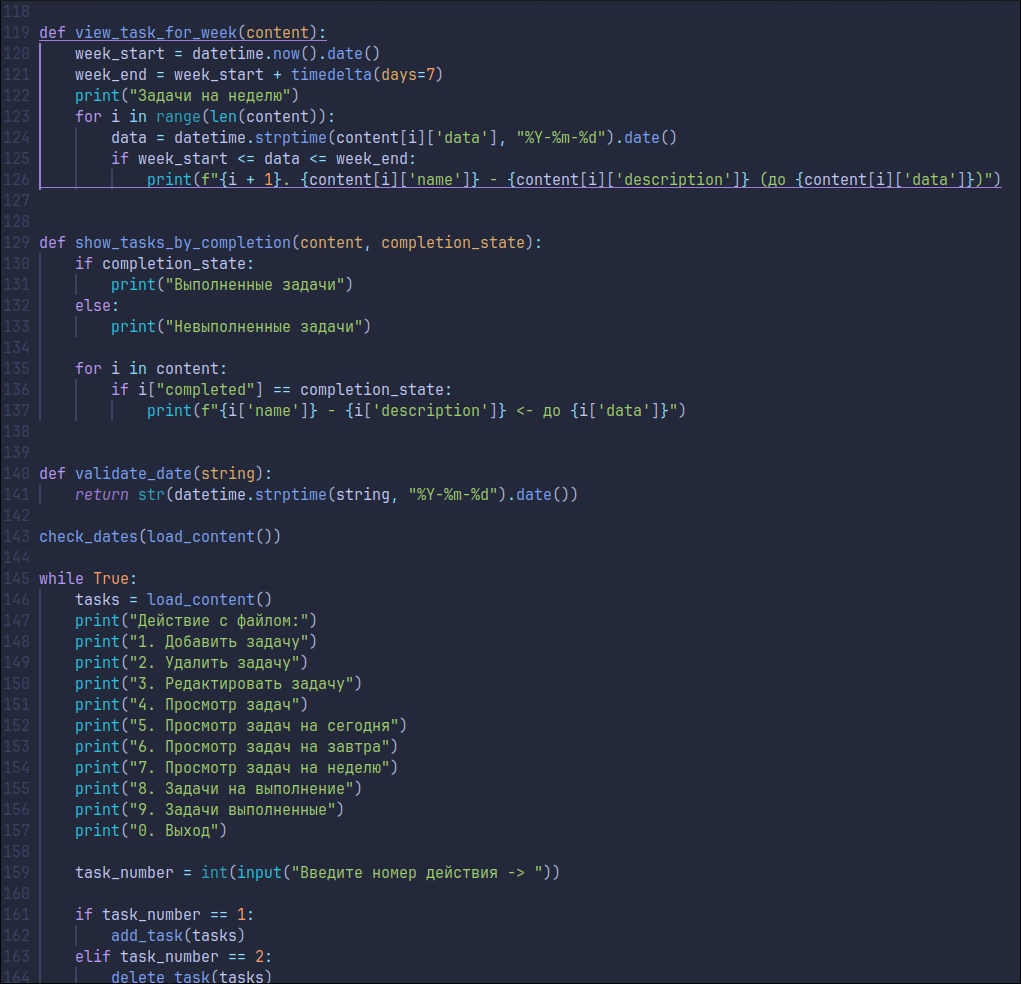 118
119 def view_task_for_week(content):
120     week_start = datetime.now().date()
121     week_end = week_start + timedelta(days=7)
122     print("Задачи на неделю")
123     for i in range(len(content)):
124         data = datetime.strptime(content[i]['data'], "%Y-%m-%d").date()
125         if week_start <= data <= week_end:
126             print(f"{i + 1}. {content[i]['name']} - {content[i]['description']} (до {content[i]['data']})")
127
128
129 def show_tasks_by_completion(content, completion_state):
130     if completion_state:
131         print("Выполненные задачи")
132     else:
133         print("Невыполненные задачи")
134
135     for i in content:
136         if i["completed"] == completion_state:
137             print(f"{i['name']} - {i['description']} <- до {i['data']}")
138
139
140 def validate_date(string):
141     return str(datetime.strptime(string, "%Y-%m-%d").date())
142
143 check_dates(load_content())
144
145 while True:
146     tasks = load_content()
147     print("Действие с файлом:")
148     print("1. Добавить задачу")
149     print("2. Удалить задачу")
150     print("3. Редактировать задачу")
151     print("4. Просмотр задач")
152     print("5. Просмотр задач на сегодня")
153     print("6. Просмотр задач на завтра")
154     print("7. Просмотр задач на неделю")
155     print("8. Задачи на выполнение")
156     print("9. Задачи выполненные")
157     print("0. Выход")
158
159     task_number = int(input("Введите номер действия -> "))
160
161     if task_number == 1:
162         add_task(tasks)
163     elif task_number == 2:
164         delete_task(tasks)